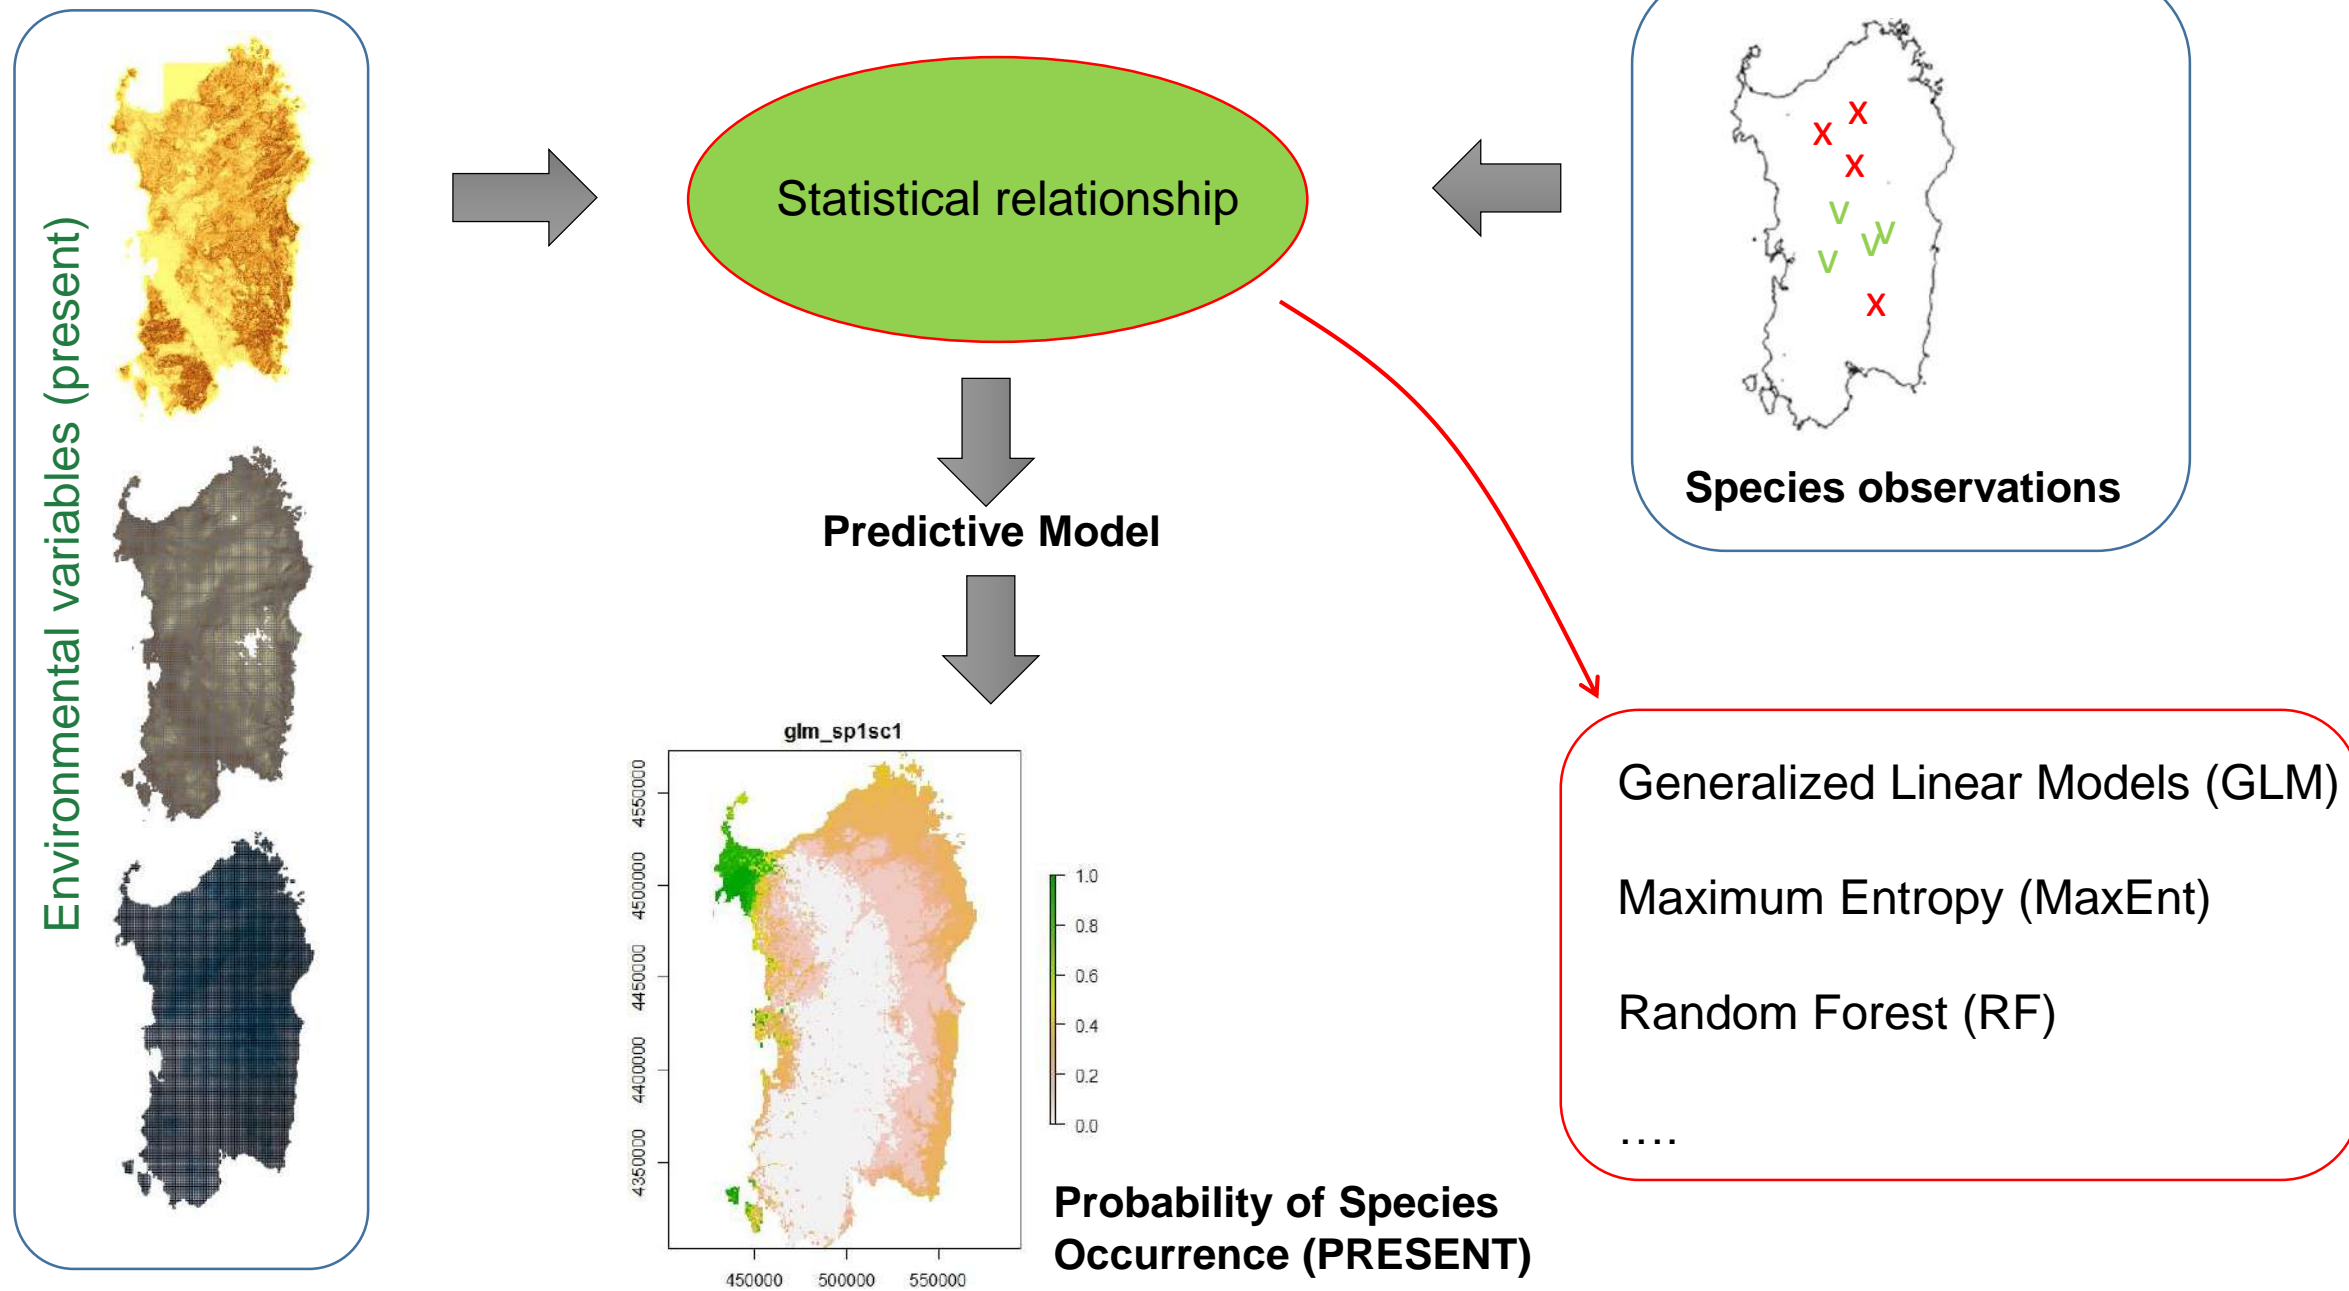 Environmental variables (present)
Statistical relationship
x
x
x
v
v
v
v
x
Species observations
Predictive Model
glm_sp1sc1
4550000
4500000
4450000
4400000
4350000
450000
500000
550000
1.0
0.8
0.6
0.4
0.2
0.0
Probability of Species
Occurrence (PRESENT)
Generalized Linear Models (GLM)
Maximum Entropy (MaxEnt)
Random Forest (RF)
….